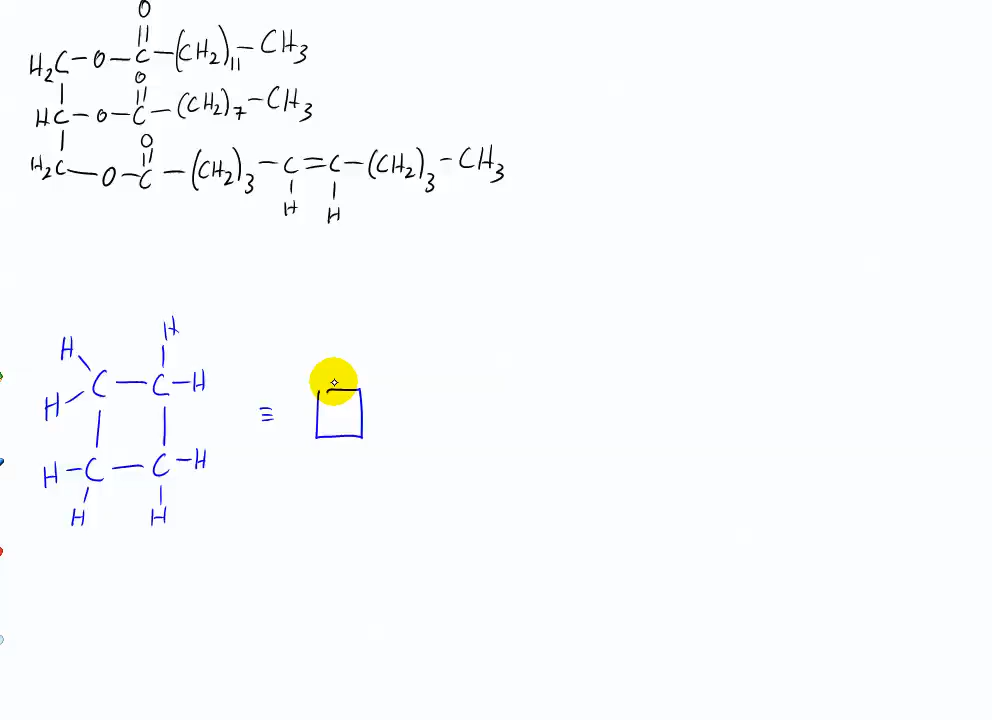 O
H₂C-O-C-(CH₂)₁₁-CH₃
O
HC-O-C-(CH₂)₇-CH₃
O
H₂C-O-C-(CH₂)₃-C=C-(CH₂)₃-CH₃
H H
H
H
C-C-H
H
≡
H-C-C-H
H H